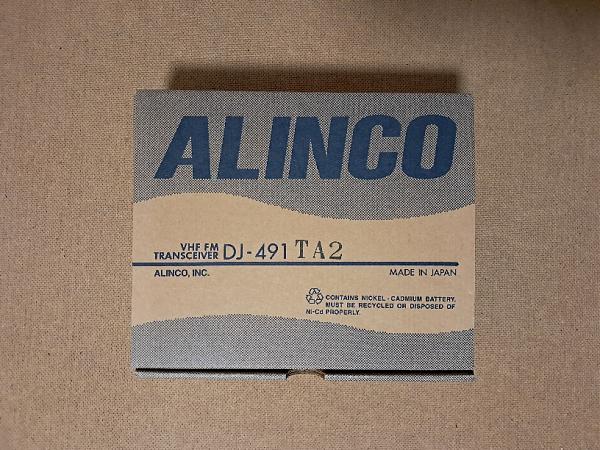 ALINCO
VHF FM
TRANSCEIVER DJ-491 TA2
ALINCO, INC. MADE IN JAPAN
CONTAINS NICKEL-CADMIUM BATTERY.
MUST BE RECYCLED OR DISPOSED OF
Ni-Cd PROPERLY.